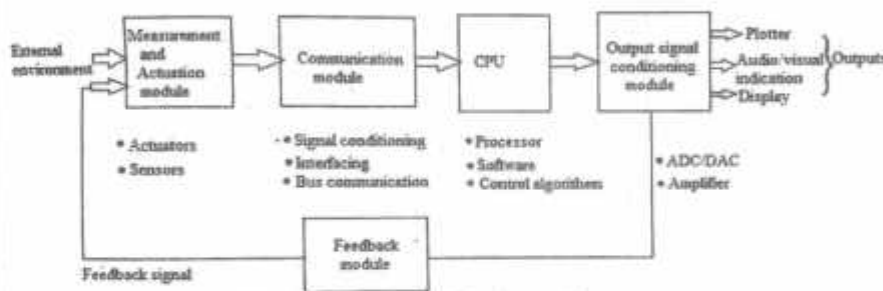 External
environment
Measurement
and
Actuation
module
Communication
module
CPU
Output signal
conditioning
module
Plotter
Audio/visual
indication
Display
Outputs
• Actuators
• Sensors
• Signal conditioning
• Interfacing
• Bus communication
• Processor
• Software
• Control algorithms
• ADC/DAC
• Amplifier
Feedback
module
Feedback signal